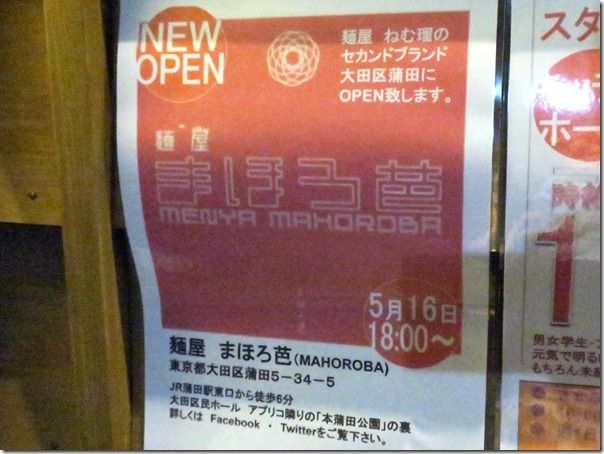 NEW
OPEN
麺屋 ねむ瑠の
セカンドブランド
大田区蒲田に
OPEN致します。
麺屋
まほろ芭
MENYA MAHOROBA
5月16日
18:00〜
麺屋 まほろ芭(MAHOROBA)
東京都大田区蒲田5-34-5
JR蒲田駅東口から徒歩6分
大田区民ホール アプリコ隣りの「本蒲田公園」の裏
詳しくは Facebook ・ Twitterをご覧下さい。
スタ
ホー
1
男女学生・
元気で明る
もちろん未経